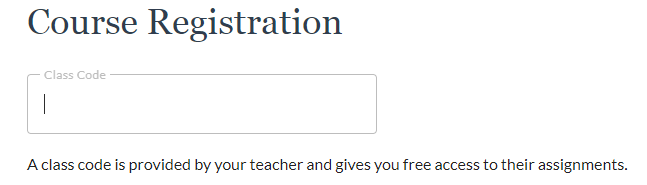 Course Registration
Class Code
A class code is provided by your teacher and gives you free access to their assignments.